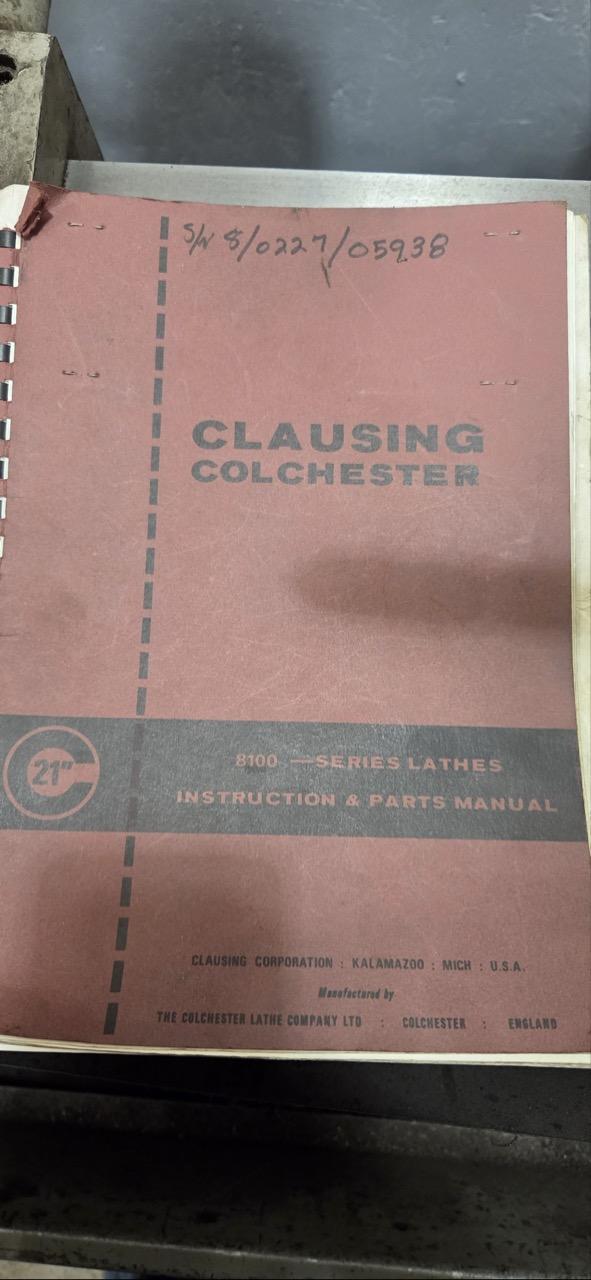 S/N 8/0227/05938
CLAUSING
COLCHESTER
21"
8100 —SERIES LATHES
INSTRUCTION & PARTS MANUAL
CLAUSING CORPORATION : KALAMAZOO : MICH : U.S.A.
Manufactured by
THE COLCHESTER LATHE COMPANY LTD : COLCHESTER : ENGLAND